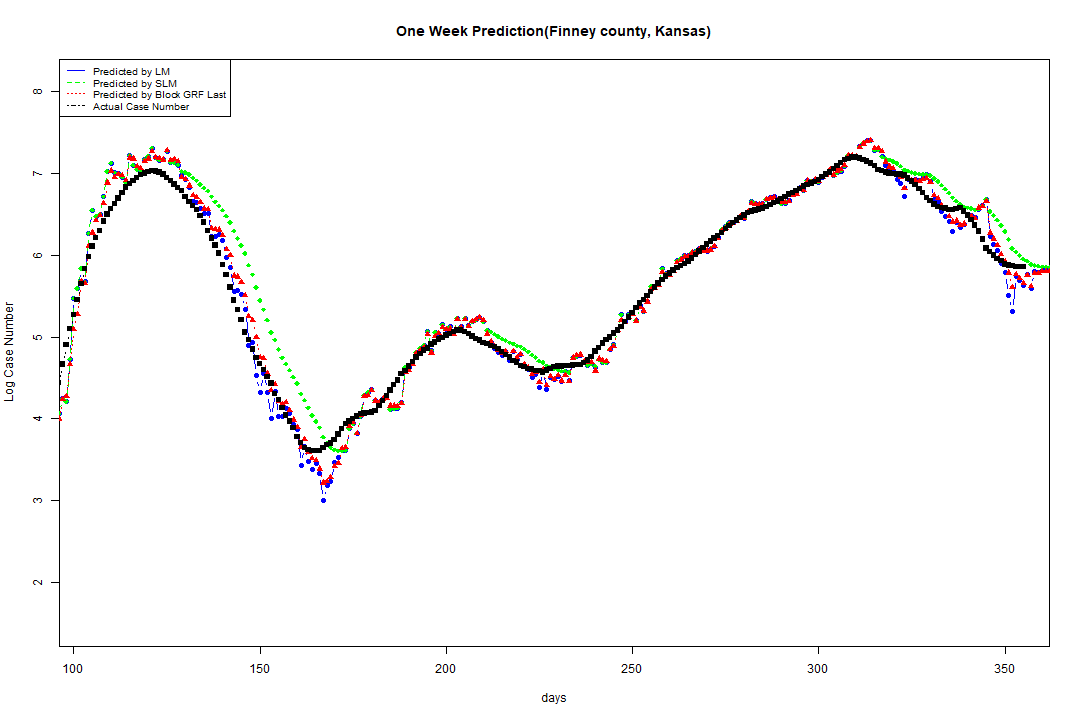 One Week Prediction(Finney county, Kansas)
Predicted by LM
Predicted by SLM
Predicted by Block GRF Last
Actual Case Number
8
7
6
5
4
3
2
Log Case Number
100 150 200 250 300 350
days